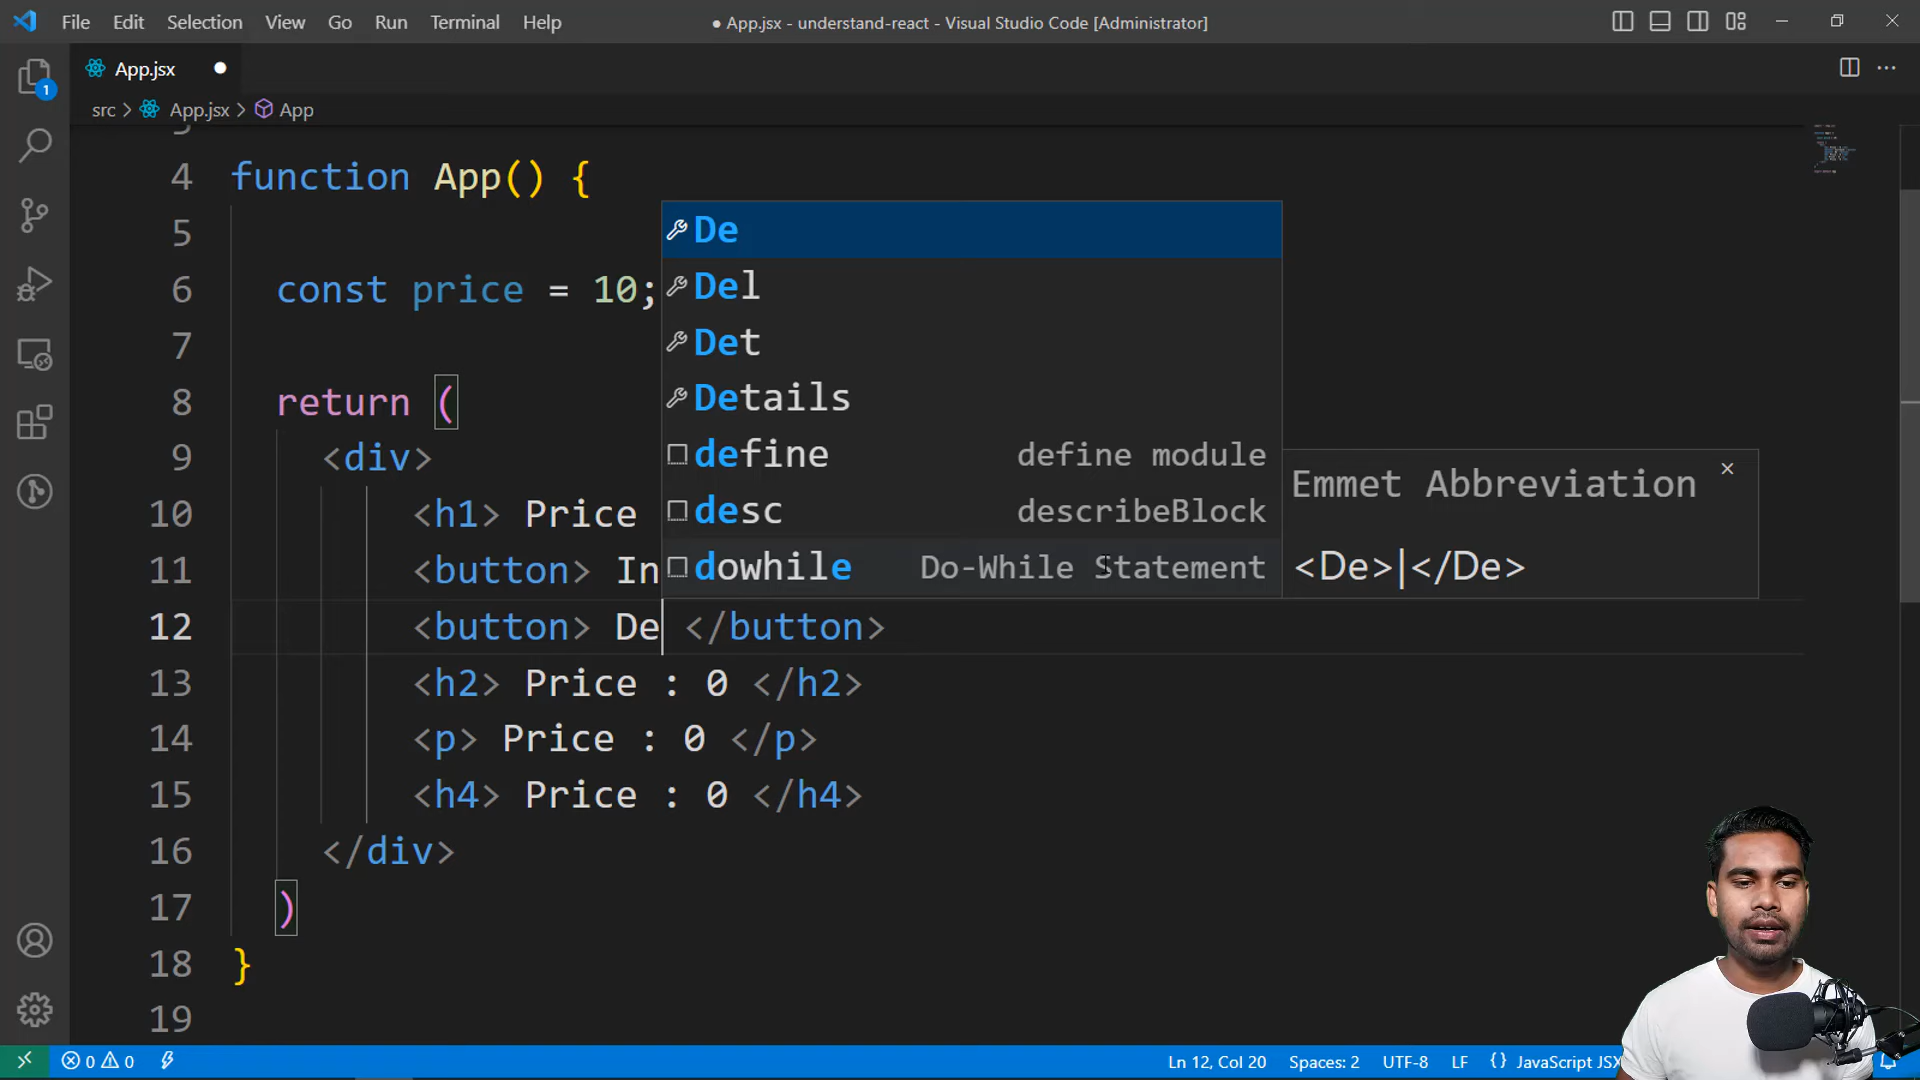 File Edit Selection View Go Run Terminal Help
● App.jsx - understand-react - Visual Studio Code [Administrator]
App.jsx ●
1
src > App.jsx > App
4 function App() {
5
6 const price = 10;
7
8 return (
9 <div>
10 <h1> Price
11 <button> In
12 <button> De </button>
13 <h2> Price : 0 </h2>
14 <p> Price : 0 </p>
15 <h4> Price : 0 </h4>
16 </div>
17 )
18 }
19
De
Del
Det
Details
define define module
desc describeBlock
dowhile Do-While Statement
Emmet Abbreviation
<De>|</De>
0 0 Ln 12, Col 20 Spaces: 2 UTF-8 LF {} JavaScript JSX